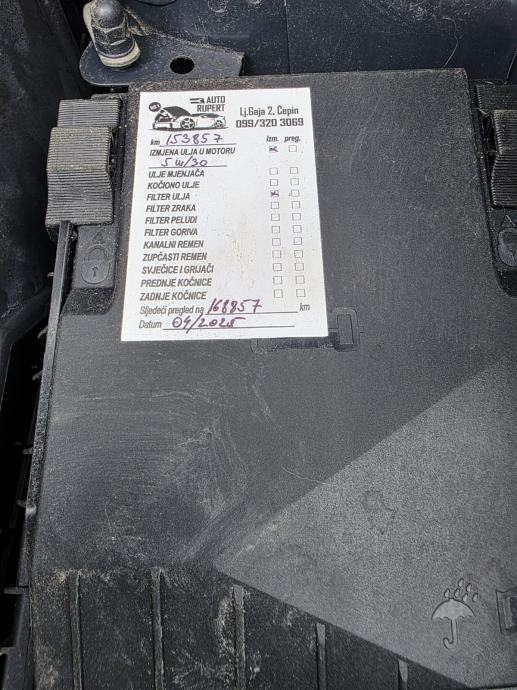 AUTO
RUPERT
Lj.Gaja 2, Čepin
099/320 3069
km 153857 izm. preg.
IZMJENA ULJA U MOTORU
5W/30
ULJE MJENJAČA
KOČIONO ULJE
FILTER ULJA
FILTER ZRAKA
FILTER PELUDI
FILTER GORIVA
KANALNI REMEN
ZUPČASTI REMEN
SVJEĆICE I GRIJAČI
PREDNJE KOČNICE
ZADNJE KOČNICE
Sljedeći pregled na 168857 km
Datum 04/2025